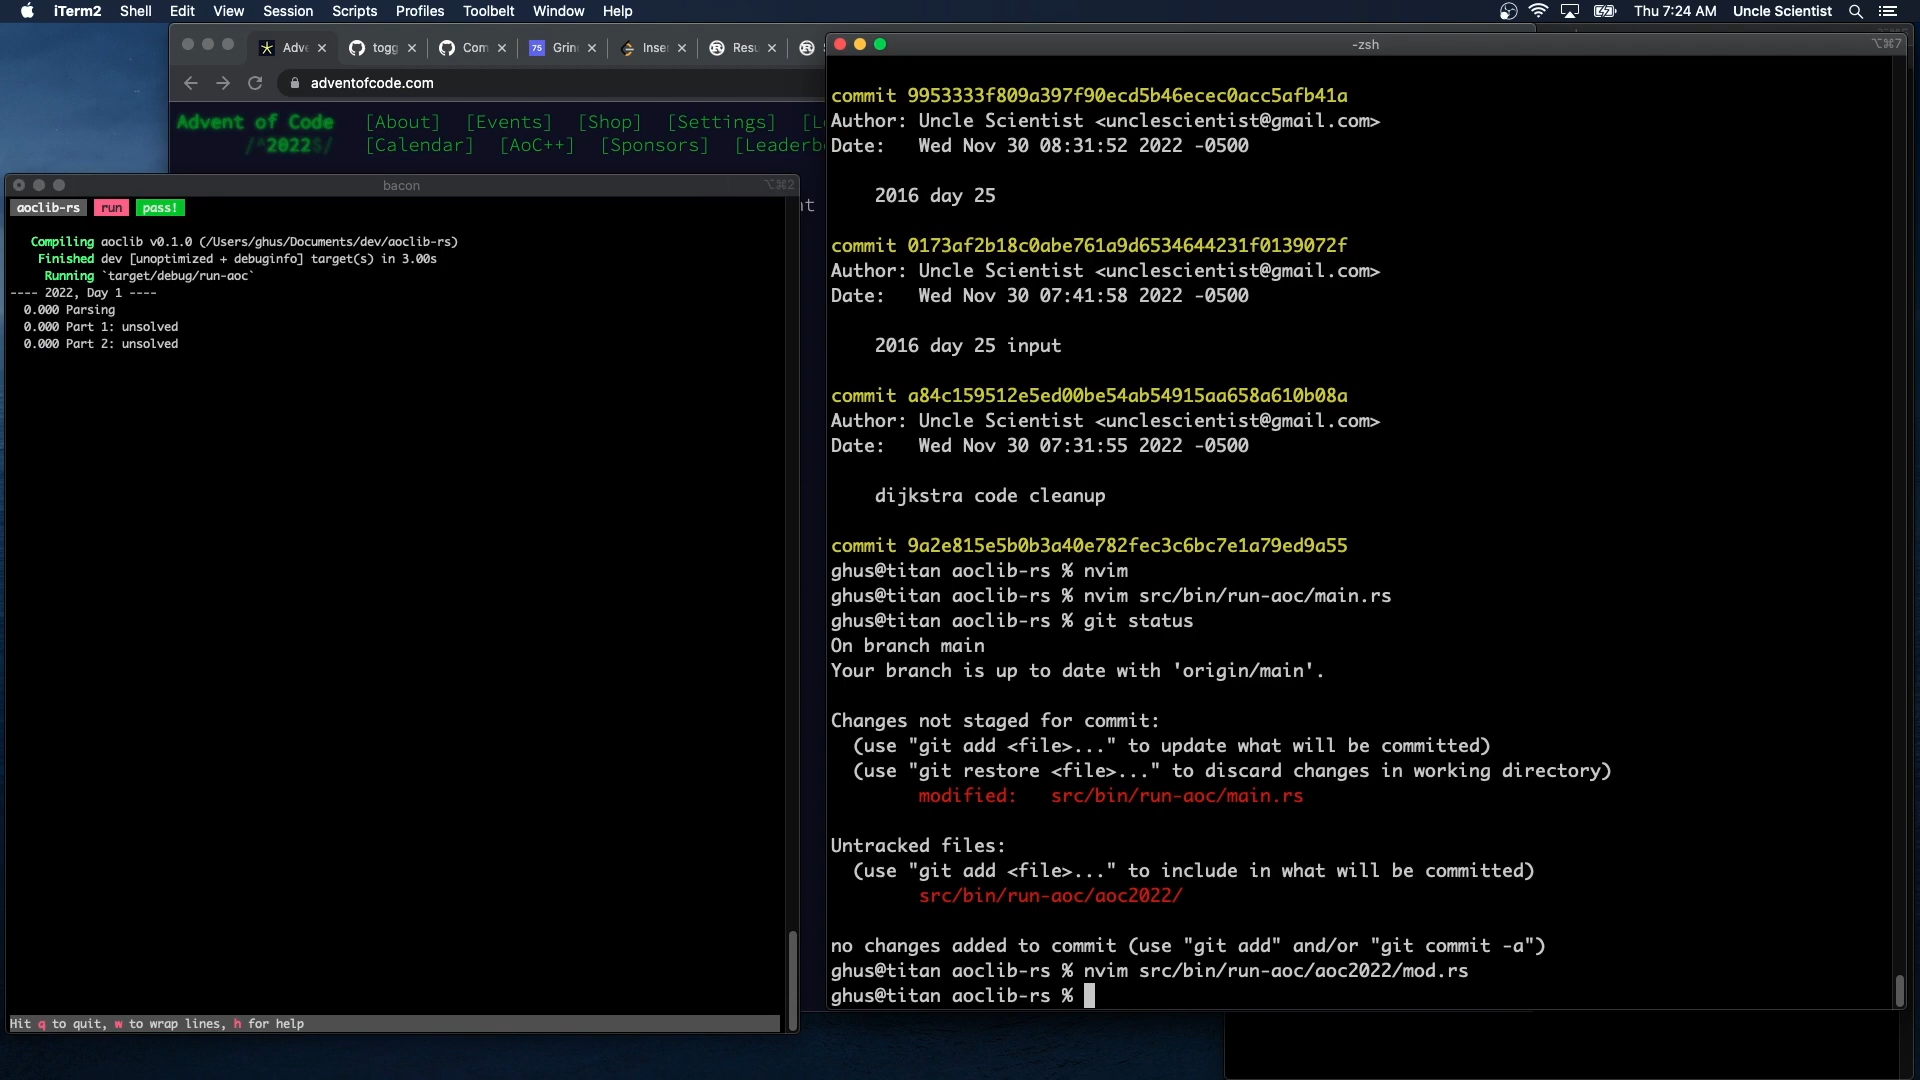 iTerm2 Shell Edit View Session Scripts Profiles Toolbelt Window Help Thu 7:24 AM Uncle Scientist
Adve togg Com 75 Grin Inser Resu
adventofcode.com
Advent of Code [About] [Events] [Shop] [Settings]
/^2022$/ [Calendar] [AoC++] [Sponsors]
bacon ⌥⌘2
aoclib-rs run pass!
Compiling aoclib v0.1.0 (/Users/ghus/Documents/dev/aoclib-rs)
Finished dev [unoptimized + debuginfo] target(s) in 3.00s
Running `target/debug/run-aoc`
---- 2022, Day 1 ----
0.000 Parsing
0.000 Part 1: unsolved
0.000 Part 2: unsolved
Hit q to quit, w to wrap lines, h for help
-zsh ⌥⌘7
commit 9953333f809a397f90ecd5b46ecec0acc5afb41a
Author: Uncle Scientist <unclescientist@gmail.com>
Date: Wed Nov 30 08:31:52 2022 -0500
2016 day 25
commit 0173af2b18c0abe761a9d6534644231f0139072f
Author: Uncle Scientist <unclescientist@gmail.com>
Date: Wed Nov 30 07:41:58 2022 -0500
2016 day 25 input
commit a84c159512e5ed00be54ab54915aa658a610b08a
Author: Uncle Scientist <unclescientist@gmail.com>
Date: Wed Nov 30 07:31:55 2022 -0500
dijkstra code cleanup
commit 9a2e815e5b0b3a40e782fec3c6bc7e1a79ed9a55
ghus@titan aoclib-rs % nvim
ghus@titan aoclib-rs % nvim src/bin/run-aoc/main.rs
ghus@titan aoclib-rs % git status
On branch main
Your branch is up to date with 'origin/main'.
Changes not staged for commit:
(use "git add <file>..." to update what will be committed)
(use "git restore <file>..." to discard changes in working directory)
modified: src/bin/run-aoc/main.rs
Untracked files:
(use "git add <file>..." to include in what will be committed)
src/bin/run-aoc/aoc2022/
no changes added to commit (use "git add" and/or "git commit -a")
ghus@titan aoclib-rs % nvim src/bin/run-aoc/aoc2022/mod.rs
ghus@titan aoclib-rs %